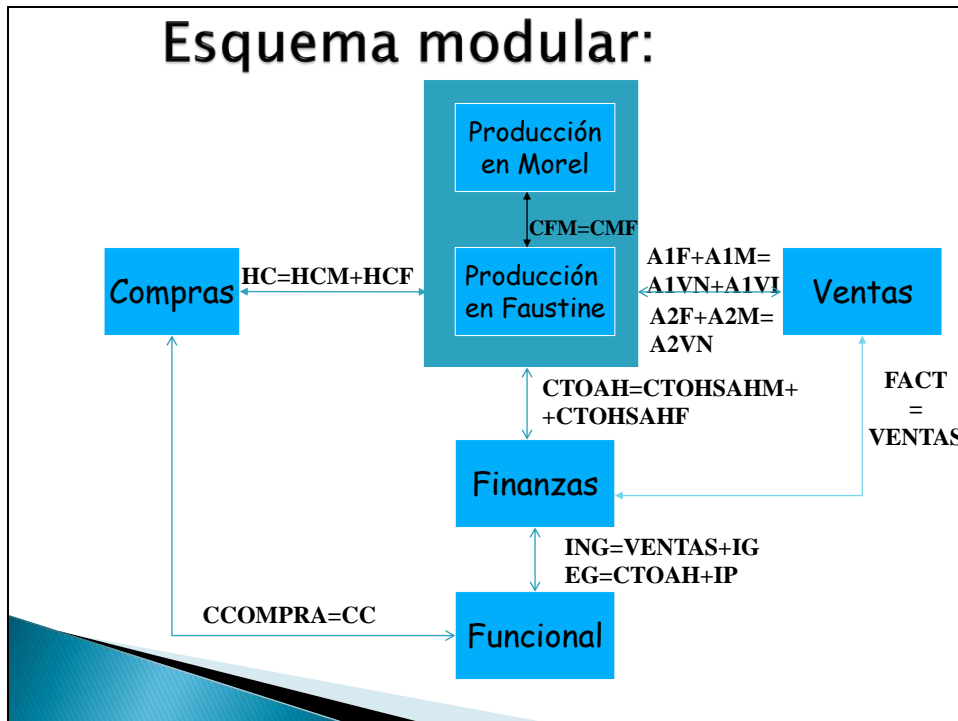 Esquema modular:
Producción
en Morel
CFM=CMF
Producción
en Faustine
Compras
HC=HCM+HCF
A1F+A1M=
A1VN+A1VI
A2F+A2M=
A2VN
Ventas
CTOAH=CTOHSAHM+
+CTOHSAHF
FACT
=
VENTAS
Finanzas
ING=VENTAS+IG
EG=CTOAH+IP
CCOMPRA=CC
Funcional